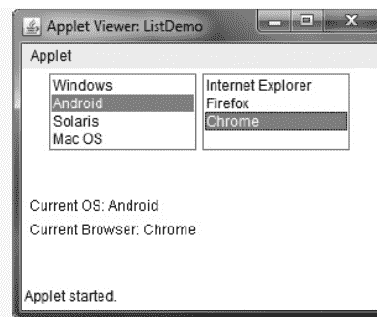 Applet Viewer: ListDemo
Applet
Windows
Android
Solaris
Mac OS
Internet Explorer
Firefox
Chrome
Current OS: Android
Current Browser: Chrome
Applet started.